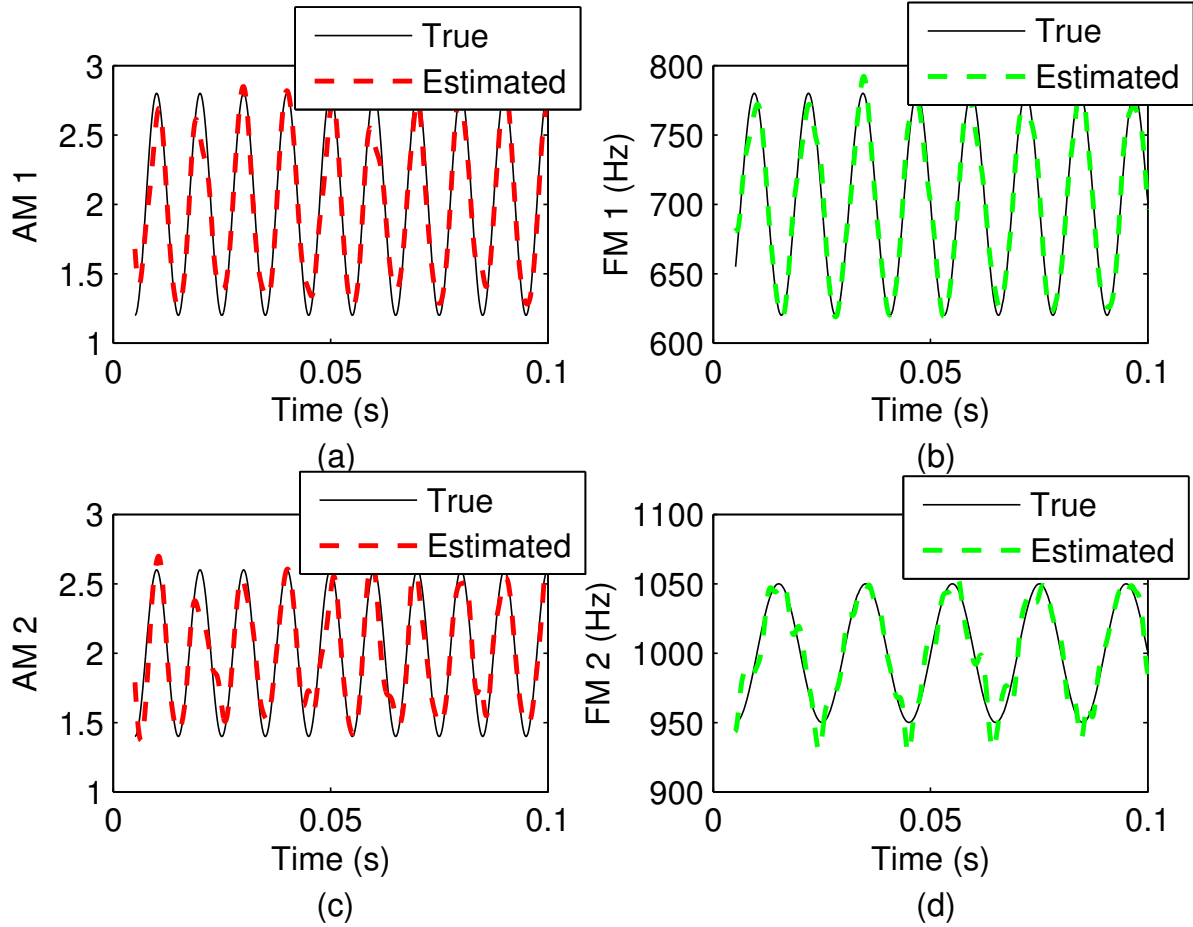 True
Estimated
3
2.5
2
1.5
1
AM 1
0
0.05
0.1
Time (s)
(a)
True
Estimated
800
750
700
650
600
FM 1 (Hz)
0
0.05
0.1
Time (s)
(b)
True
Estimated
3
2.5
2
1.5
1
AM 2
0
0.05
0.1
Time (s)
(c)
True
Estimated
1100
1050
1000
950
900
FM 2 (Hz)
0
0.05
0.1
Time (s)
(d)